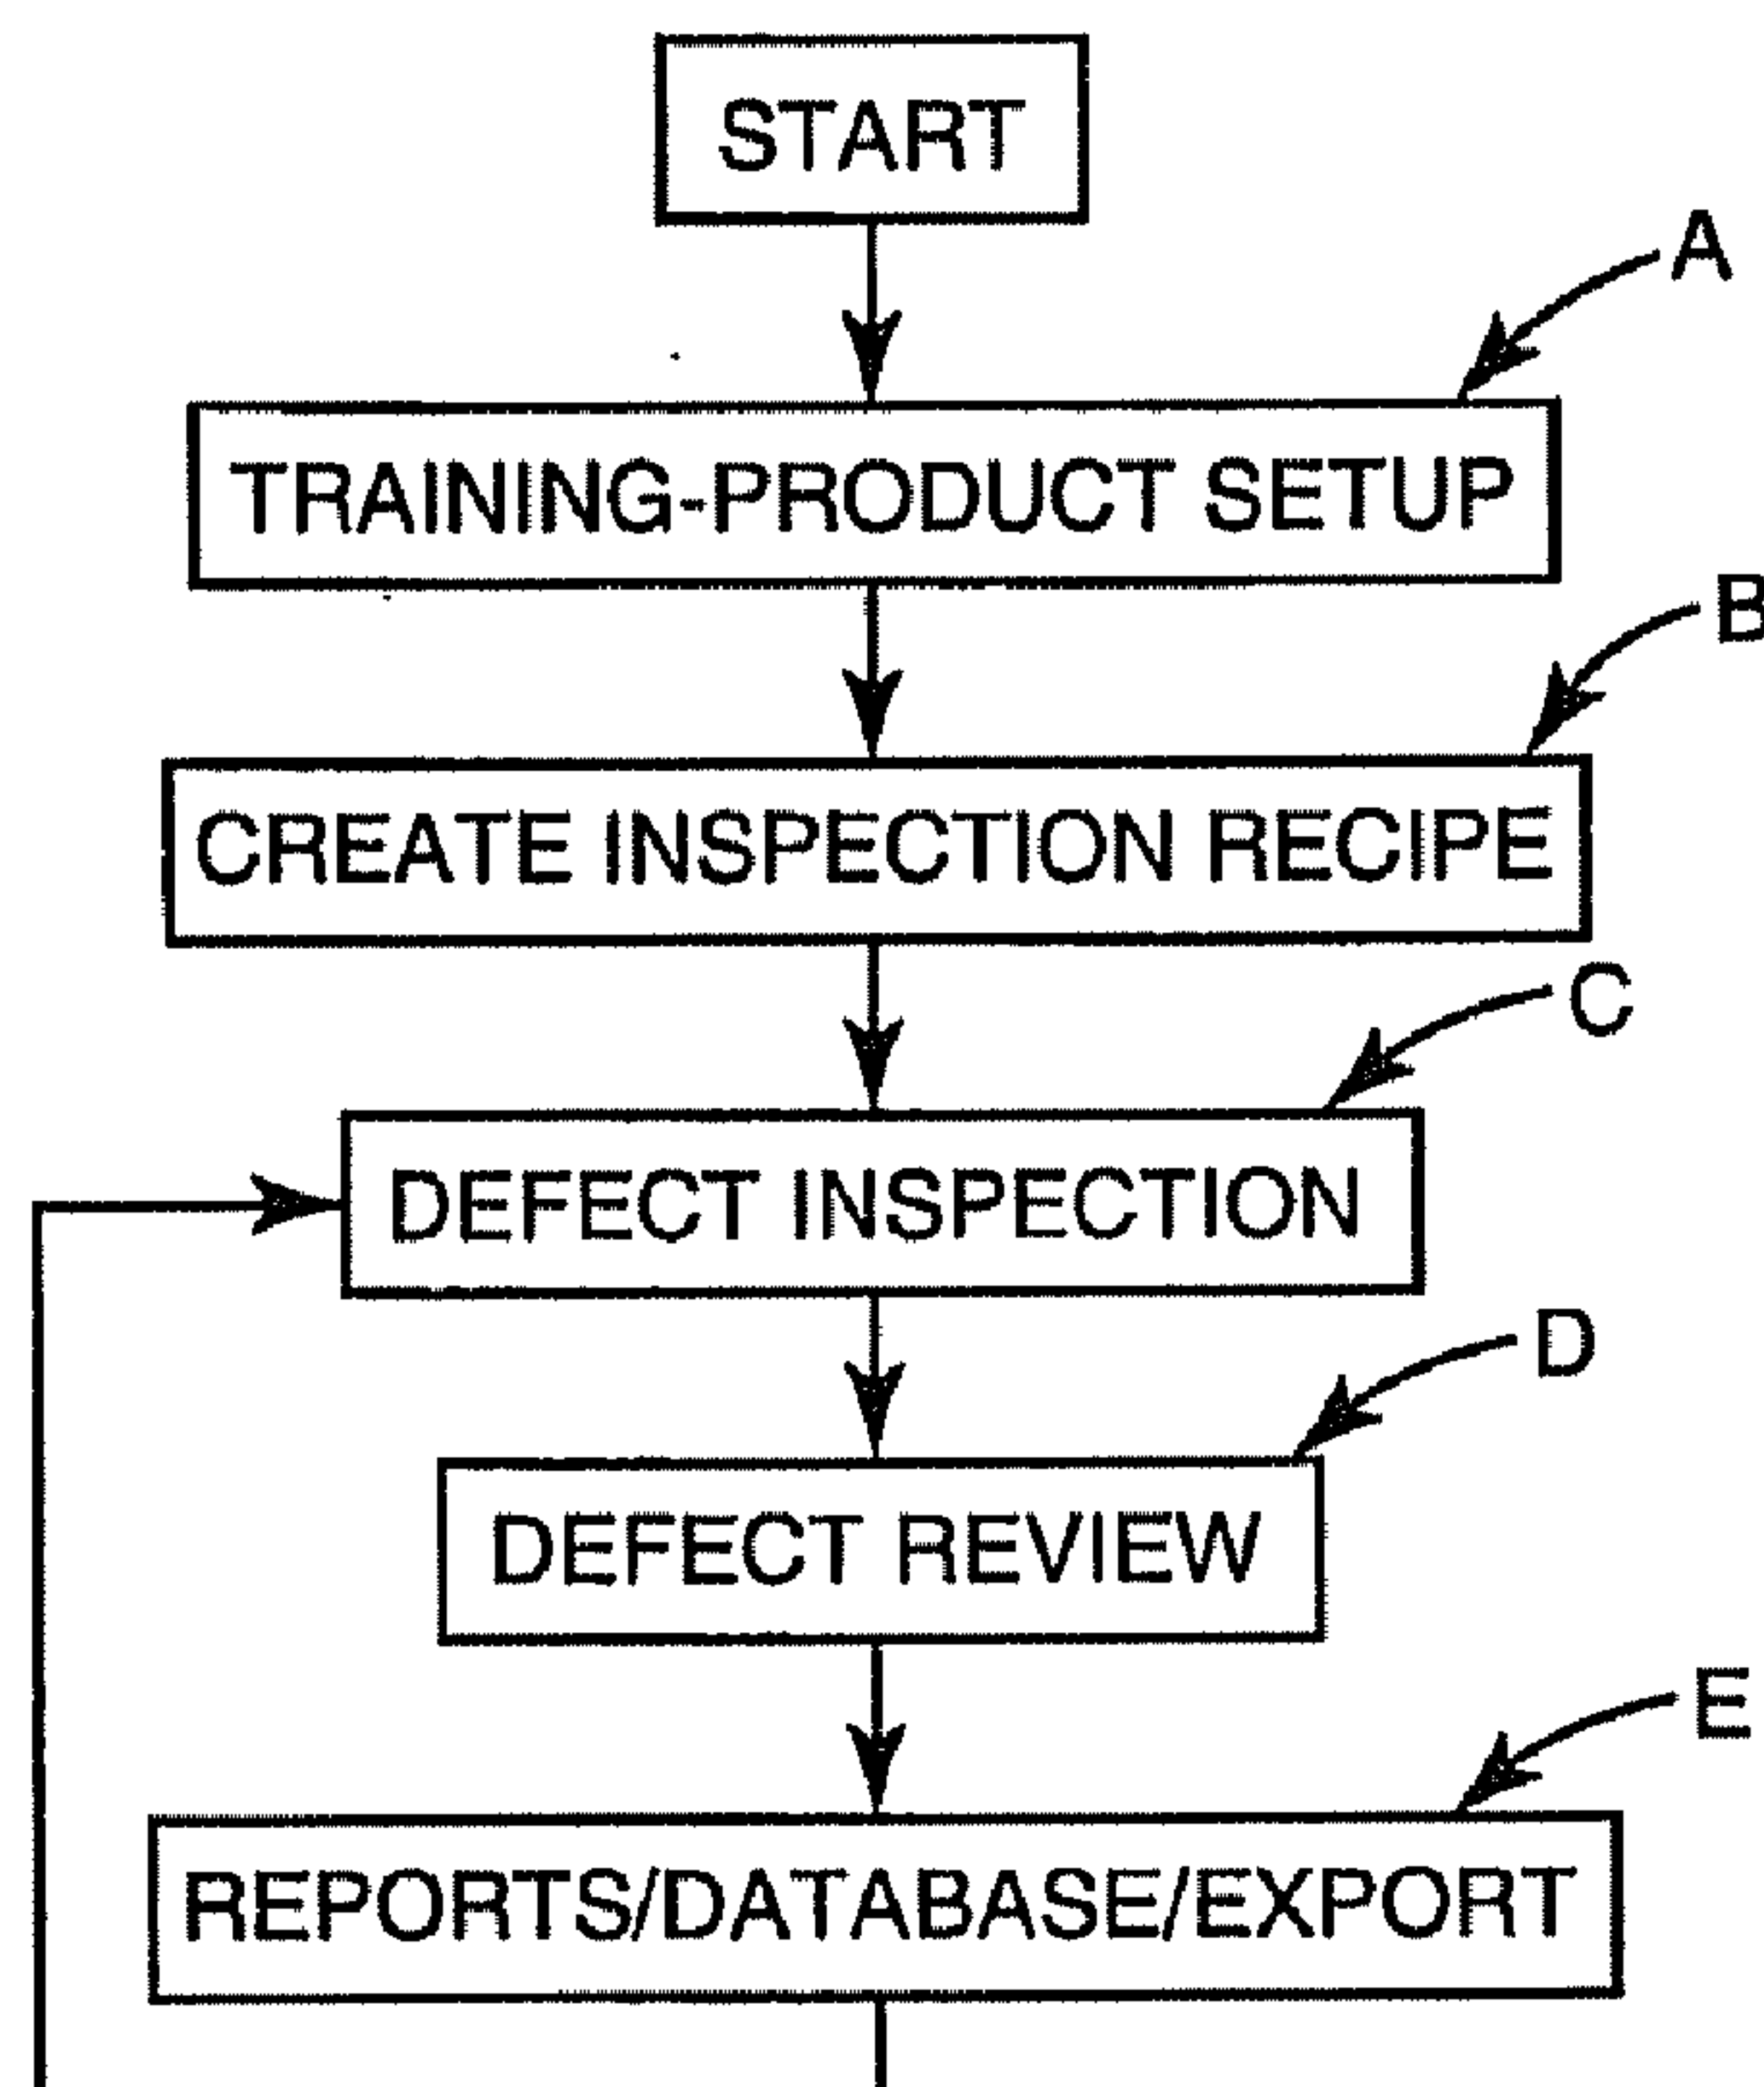 START
A
TRAINING-PRODUCT SETUP
B
CREATE INSPECTION RECIPE
C
DEFECT INSPECTION
D
DEFECT REVIEW
E
REPORTS/DATABASE/EXPORT